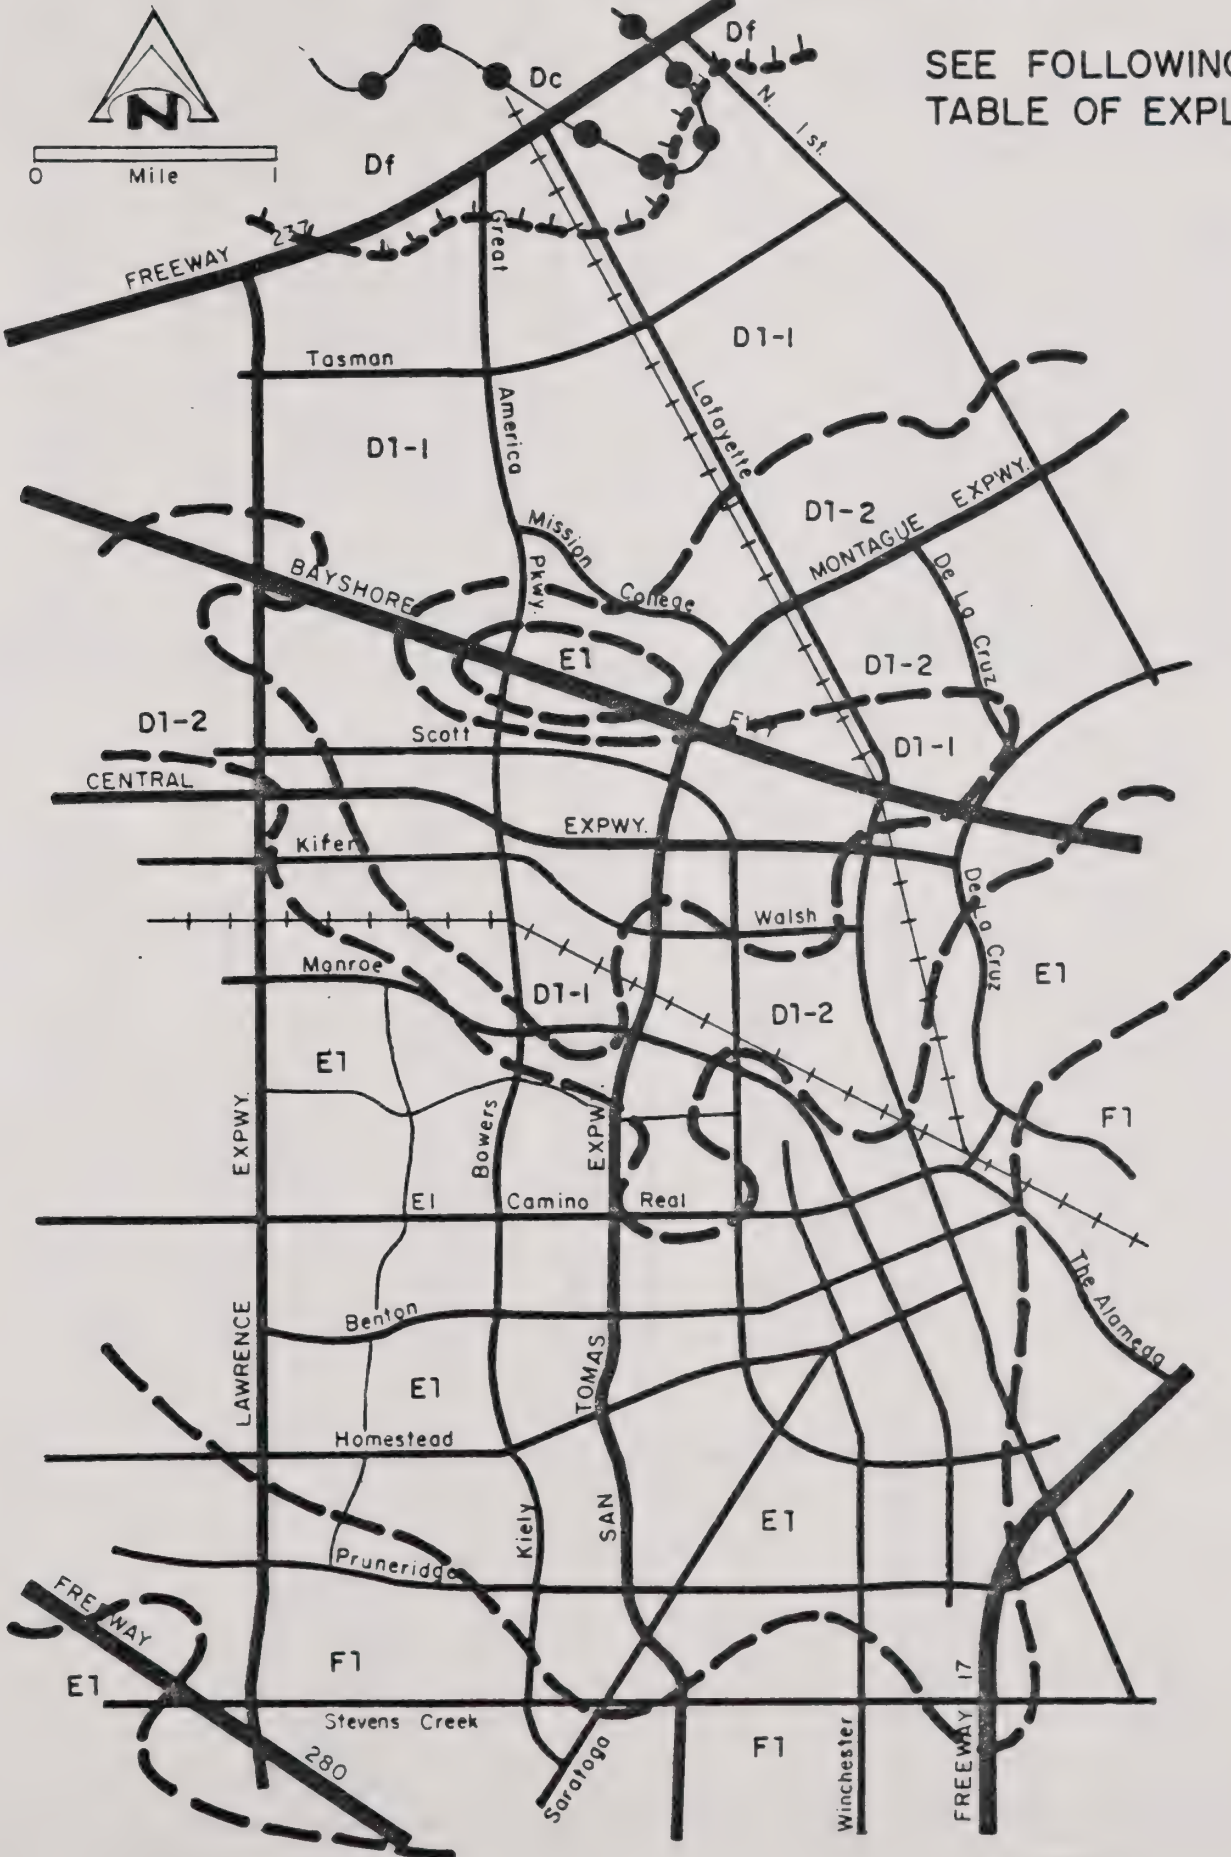 Df
SEE FOLLOWING
TABLE OF EXPL
Dc
N
0 Mile 1
Df
N. 1st.
Great
237
FREEWAY
D1-1
Tasman
America
Lafayette
D1-1
D1-2
MONTAGUE EXPWY.
Mission
College
Pkwy.
BAYSHORE
De La Cruz
E1
D1-2
D1-2
Scott
D1-1
CENTRAL
EXPWY.
Kifer
De La Cruz
Walsh
Monroe
E1
D1-1
D1-2
E1
EXPWY.
Bowers
EXPW.
F1
El Camino Real
The Alameda
LAWRENCE
Benton
TOMAS
E1
Homestead
SAN
Kiely
E1
Pruneridge
FREEWAY
F1
E1
Stevens Creek
FREEWAY 17
F1
280
Saratoga
Winchester